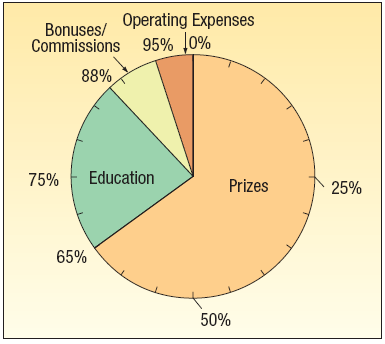 Operating Expenses
Bonuses/
Commissions
95%
0%
88%
75%
Education
Prizes
25%
65%
50%